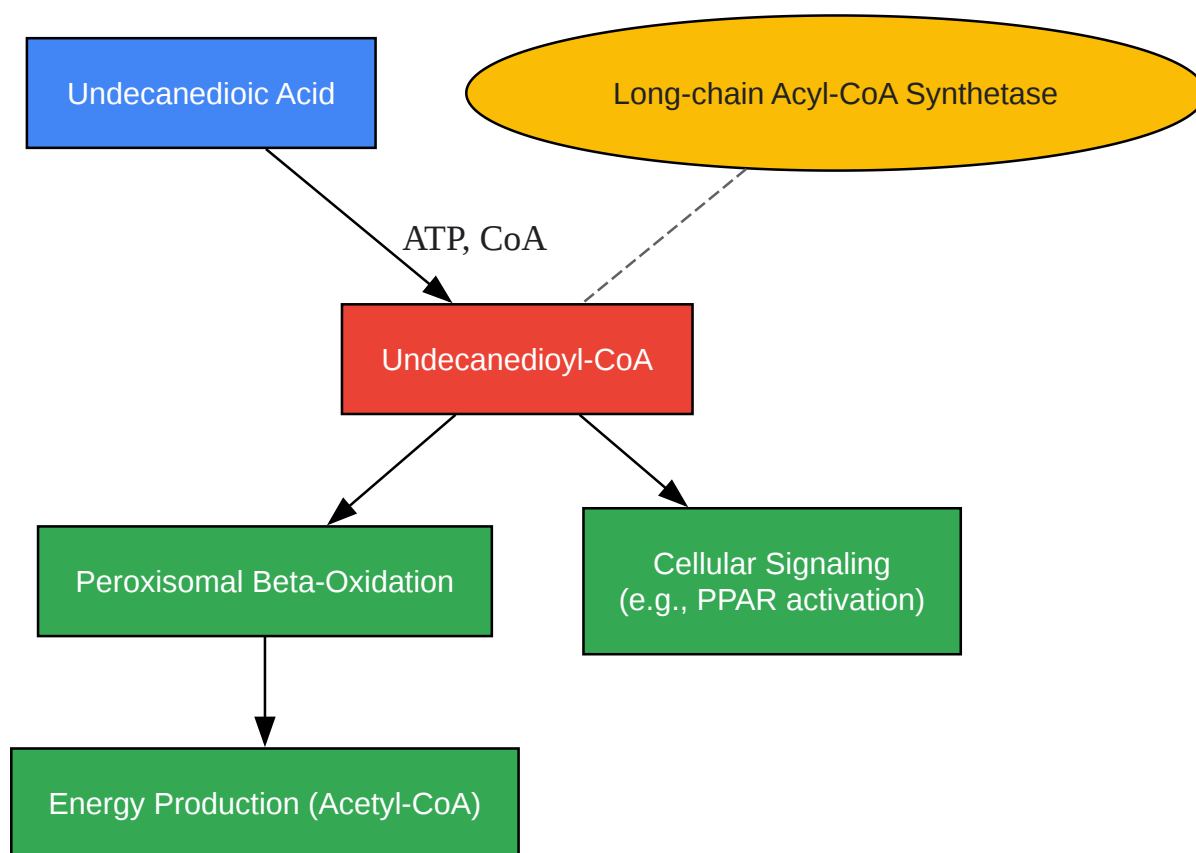 Undecanedioic Acid
Long-chain Acyl-CoA Synthetase
ATP, CoA
Undecanedioyl-CoA
Peroxisomal Beta-Oxidation
Cellular Signaling
(e.g., PPAR activation)
Energy Production (Acetyl-CoA)